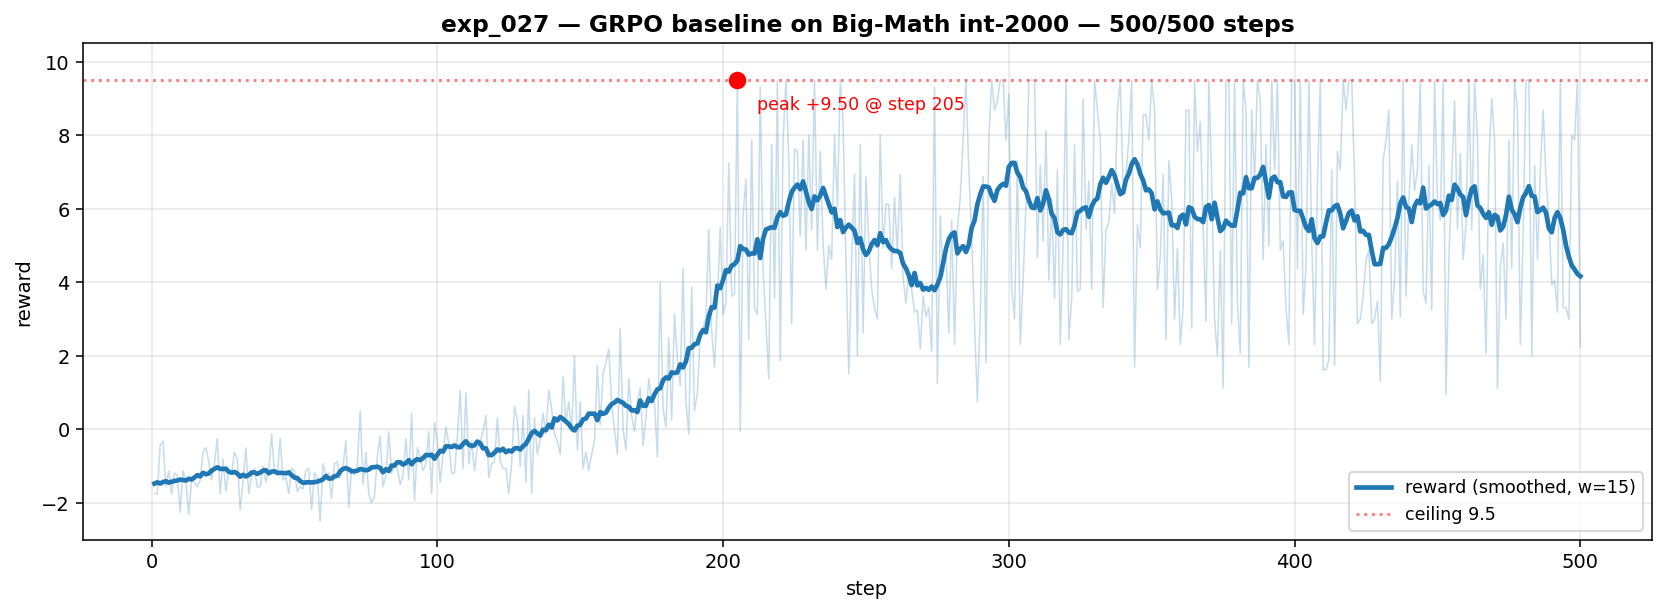 exp_027 — GRPO baseline on Big-Math int-2000 — 500/500 steps
10
8
6
4
2
0
−2
reward
peak +9.50 @ step 205
reward (smoothed, w=15)
ceiling 9.5
0
100
200
300
400
500
step